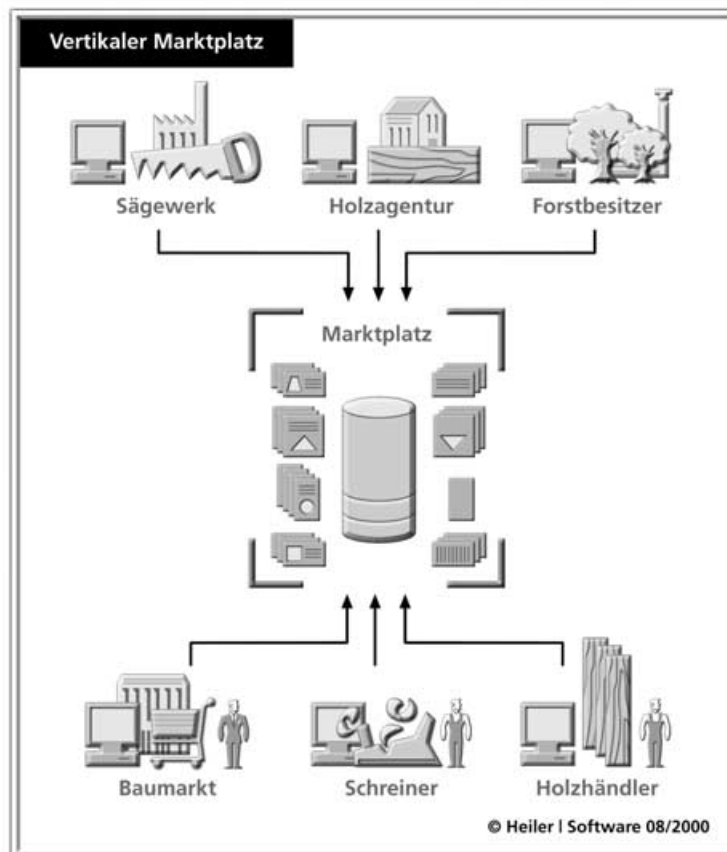 Vertikaler Marktplatz
Sägewerk
Holzagentur
Forstbesitzer
Marktplatz
Baumarkt
Schreiner
Holzhändler
© Heiler | Software 08/2000